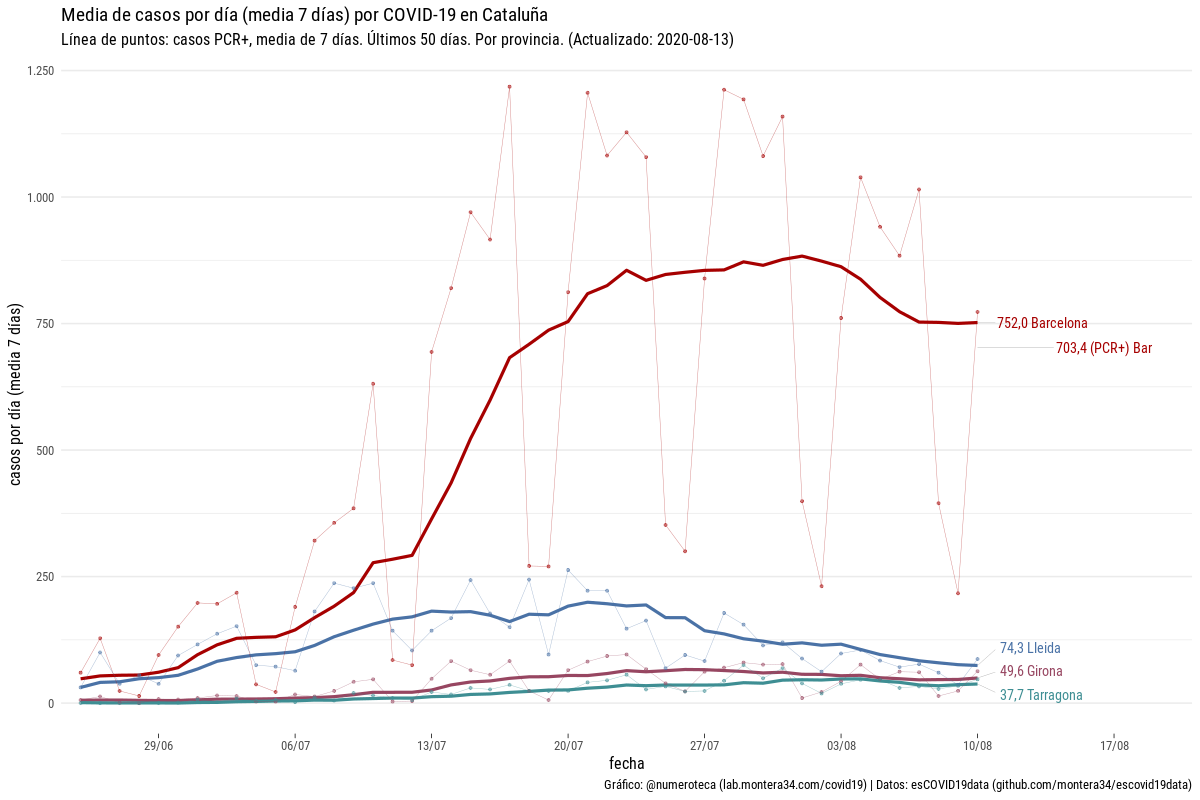 Media de casos por día (media 7 días) por COVID-19 en Cataluña
Línea de puntos: casos PCR+, media de 7 días. Últimos 50 días. Por provincia. (Actualizado: 2020-08-13)
casos por día (media 7 días)
1.250
1.000
750
500
250
0
752,0 Barcelona
703,4 (PCR+) Bar
74,3 Lleida
49,6 Girona
37,7 Tarragona
29/06 06/07 13/07 20/07 27/07 03/08 10/08 17/08
fecha
Gráfico: @numeroteca (lab.montera34.com/covid19) | Datos: esCOVID19data (github.com/montera34/escovid19data)